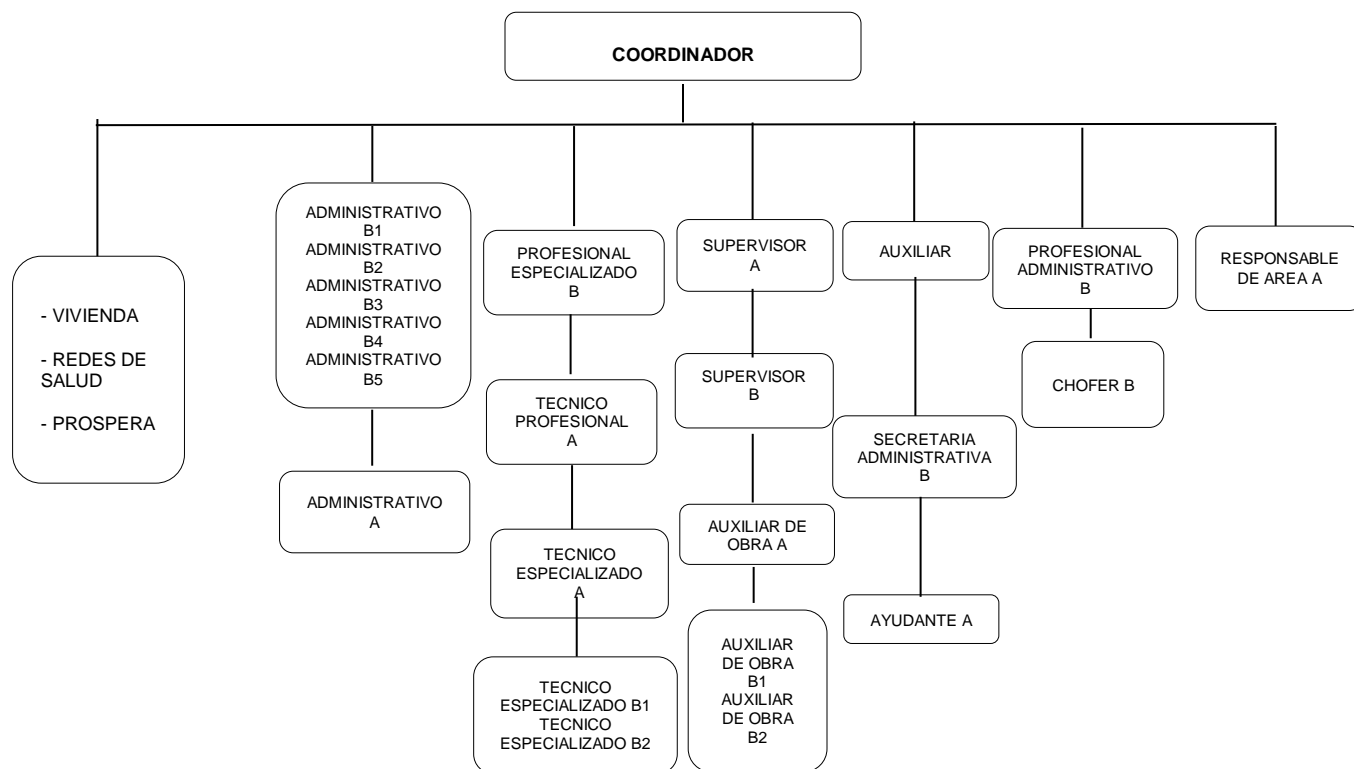 COORDINADOR
- VIVIENDA
- REDES DE
SALUD
- PROSPERA
ADMINISTRATIVO
B1
ADMINISTRATIVO
B2
ADMINISTRATIVO
B3
ADMINISTRATIVO
B4
ADMINISTRATIVO
B5
ADMINISTRATIVO
A
PROFESIONAL
ESPECIALIZADO
B
TECNICO
PROFESIONAL
A
TECNICO
ESPECIALIZADO
A
TECNICO
ESPECIALIZADO B1
TECNICO
ESPECIALIZADO B2
SUPERVISOR
A
SUPERVISOR
B
AUXILIAR DE
OBRA A
AUXILIAR
DE OBRA
B1
AUXILIAR
DE OBRA
B2
AUXILIAR
SECRETARIA
ADMINISTRATIVA
B
AYUDANTE A
PROFESIONAL
ADMINISTRATIVO
B
CHOFER B
RESPONSABLE
DE AREA A